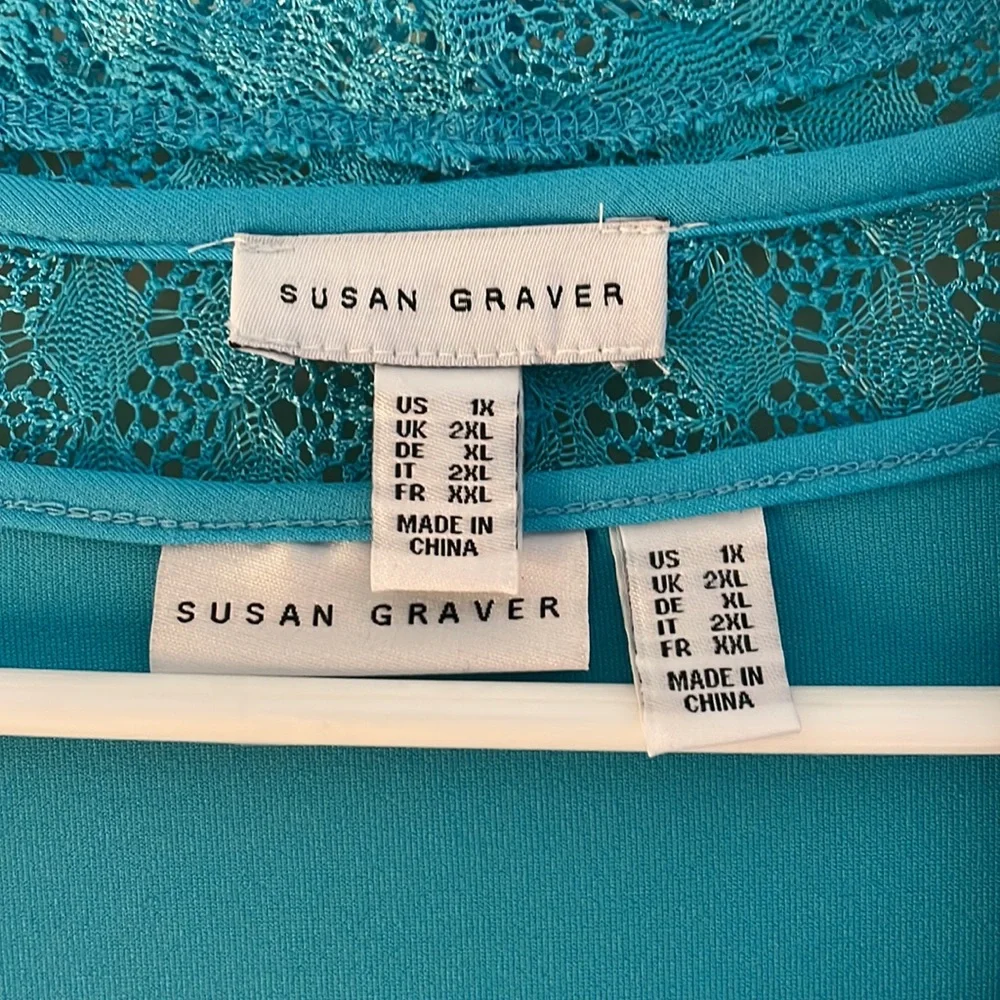 SUSAN GRAVER
US 1X
UK 2XL
DE XL
IT 2XL
FR XXL
MADE IN
CHINA
SUSAN GRAVER
US 1X
UK 2XL
DE XL
IT 2XL
FR XXL
MADE IN
CHINA